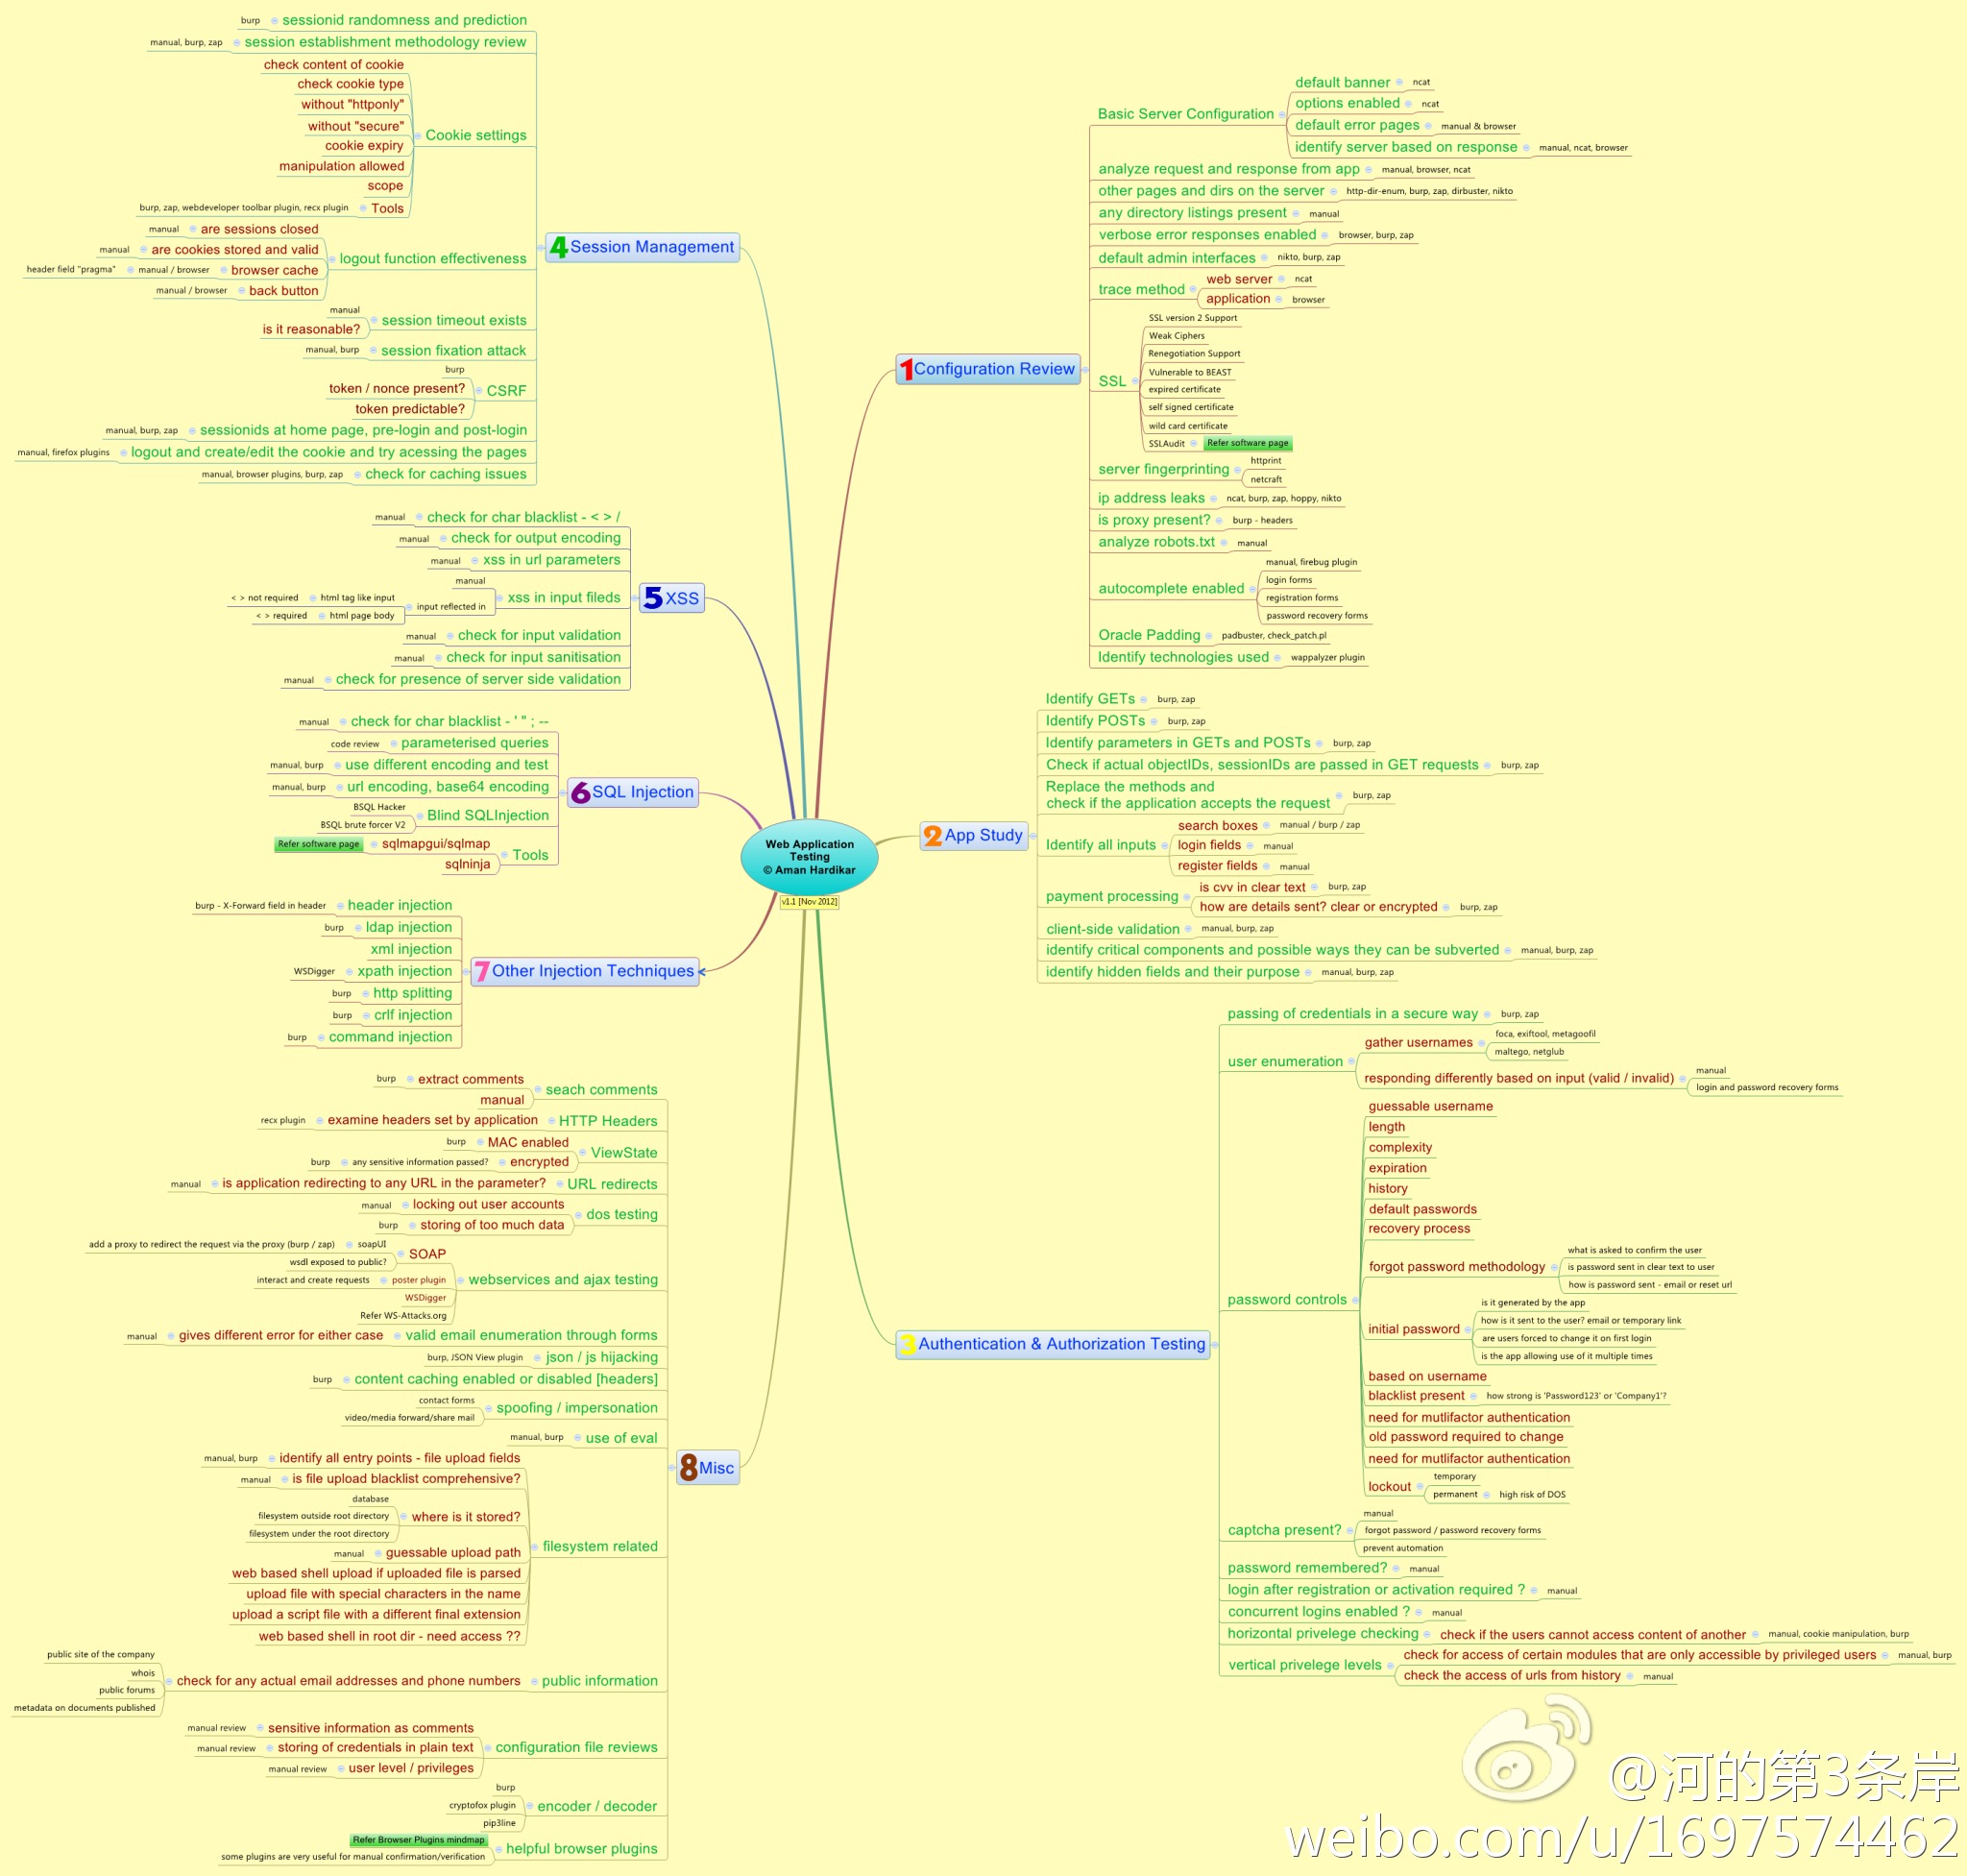 Web Application
Testing
© Aman Hardikar
v1.1 [Nov 2012]
1 Configuration Review
Basic Server Configuration
default banner
ncat
options enabled
ncat
default error pages
manual & browser
identify server based on response
manual, ncat, browser
analyze request and response from app
manual, browser, ncat
other pages and dirs on the server
http-dir-enum, burp, zap, dirbuster, nikto
any directory listings present
manual
verbose error responses enabled
browser, burp, zap
default admin interfaces
nikto, burp, zap
trace method
web server
ncat
application
browser
SSL
SSL version 2 Support
Weak Ciphers
Renegotiation Support
Vulnerable to BEAST
expired certificate
self signed certificate
wild card certificate
SSLAudit
Refer software page
server fingerprinting
httprint
netcraft
ip address leaks
ncat, burp, zap, hoppy, nikto
is proxy present?
burp - headers
analyze robots.txt
manual
autocomplete enabled
manual, firebug plugin
login forms
registration forms
password recovery forms
Oracle Padding
padbuster, check_patch.pl
Identify technologies used
wappalyzer plugin
2 App Study
Identify GETs
burp, zap
Identify POSTs
burp, zap
Identify parameters in GETs and POSTs
burp, zap
Check if actual objectIDs, sessionIDs are passed in GET requests
burp, zap
Replace the methods and
check if the application accepts the request
burp, zap
Identify all inputs
search boxes
manual / burp / zap
login fields
manual
register fields
manual
payment processing
is cvv in clear text
burp, zap
how are details sent? clear or encrypted
burp, zap
client-side validation
manual, burp, zap
identify critical components and possible ways they can be subverted
manual, burp, zap
identify hidden fields and their purpose
manual, burp, zap
3 Authentication & Authorization Testing
passing of credentials in a secure way
burp, zap
user enumeration
gather usernames
foca, exiftool, metagoofil
maltego, netglub
responding differently based on input (valid / invalid)
manual
login and password recovery forms
password controls
guessable username
length
complexity
expiration
history
default passwords
recovery process
forgot password methodology
what is asked to confirm the user
is password sent in clear text to user
how is password sent - email or reset url
initial password
is it generated by the app
how is it sent to the user? email or temporary link
are users forced to change it on first login
is the app allowing use of it multiple times
based on username
blacklist present
how strong is 'Password123' or 'Company1'?
need for mutlifactor authentication
old password required to change
need for mutlifactor authentication
lockout
temporary
permanent
high risk of DOS
captcha present?
manual
forgot password / password recovery forms
prevent automation
password remembered?
manual
login after registration or activation required ?
manual
concurrent logins enabled ?
manual
horizontal privelege checking
check if the users cannot access content of another
manual, cookie manipulation, burp
vertical privelege levels
check for access of certain modules that are only accessible by privileged users
manual, burp
check the access of urls from history
manual
4 Session Management
sessionid randomness and prediction
burp
session establishment methodology review
manual, burp, zap
Cookie settings
check content of cookie
check cookie type
without "httponly"
without "secure"
cookie expiry
manipulation allowed
scope
Tools
burp, zap, webdeveloper toolbar plugin, recx plugin
logout function effectiveness
are sessions closed
manual
are cookies stored and valid
manual
browser cache
manual / browser
header field "pragma"
back button
manual / browser
session timeout exists
manual
is it reasonable?
session fixation attack
manual, burp
CSRF
burp
token / nonce present?
token predictable?
sessionids at home page, pre-login and post-login
manual, burp, zap
logout and create/edit the cookie and try acessing the pages
manual, firefox plugins
check for caching issues
manual, browser plugins, burp, zap
5 XSS
check for char blacklist - < > /
manual
check for output encoding
manual
xss in url parameters
manual
xss in input fileds
manual
input reflected in
html tag like input
< > not required
html page body
< > required
check for input validation
manual
check for input sanitisation
manual
check for presence of server side validation
manual
6 SQL Injection
check for char blacklist - ' " ; --
manual
parameterised queries
code review
use different encoding and test
manual, burp
url encoding, base64 encoding
manual, burp
Blind SQLInjection
BSQL Hacker
BSQL brute forcer V2
Tools
sqlmapgui/sqlmap
Refer software page
sqlninja
7 Other Injection Techniques
header injection
burp - X-Forward field in header
ldap injection
burp
xml injection
xpath injection
WSDigger
http splitting
burp
crlf injection
burp
command injection
burp
8 Misc
seach comments
extract comments
burp
manual
HTTP Headers
examine headers set by application
recx plugin
ViewState
MAC enabled
burp
encrypted
any sensitive information passed?
burp
URL redirects
is application redirecting to any URL in the parameter?
manual
dos testing
locking out user accounts
manual
storing of too much data
burp
webservices and ajax testing
SOAP
soapUI
add a proxy to redirect the request via the proxy (burp / zap)
wsdl exposed to public?
poster plugin
interact and create requests
WSDigger
Refer WS-Attacks.org
valid email enumeration through forms
gives different error for either case
manual
json / js hijacking
burp, JSON View plugin
content caching enabled or disabled [headers]
burp
spoofing / impersonation
contact forms
video/media forward/share mail
use of eval
manual, burp
filesystem related
identify all entry points - file upload fields
manual, burp
is file upload blacklist comprehensive?
manual
where is it stored?
database
filesystem outside root directory
filesystem under the root directory
guessable upload path
manual
web based shell upload if uploaded file is parsed
upload file with special characters in the name
upload a script file with a different final extension
web based shell in root dir - need access ??
public information
check for any actual email addresses and phone numbers
public site of the company
whois
public forums
metadata on documents published
configuration file reviews
sensitive information as comments
manual review
storing of credentials in plain text
manual review
user level / privileges
manual review
encoder / decoder
burp
cryptofox plugin
pip3line
helpful browser plugins
Refer Browser Plugins mindmap
some plugins are very useful for manual confirmation/verification
@河的第3条岸
weibo.com/u/1697574462